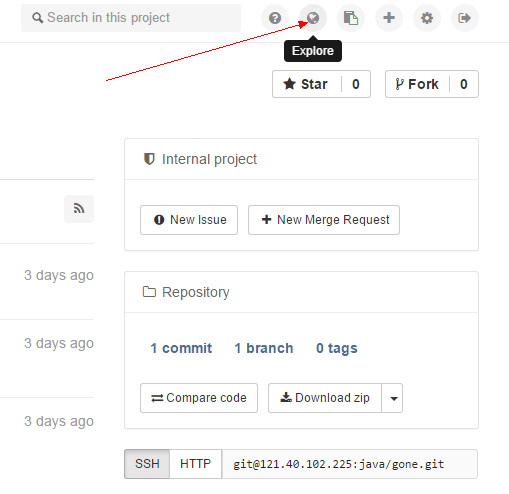 Search in this project
Explore
Star 0 Fork 0
Internal project
New Issue New Merge Request
3 days ago
Repository
3 days ago
1 commit 1 branch 0 tags
Compare code Download zip
3 days ago
SSH HTTP git@121.40.102.225:java/gone.git